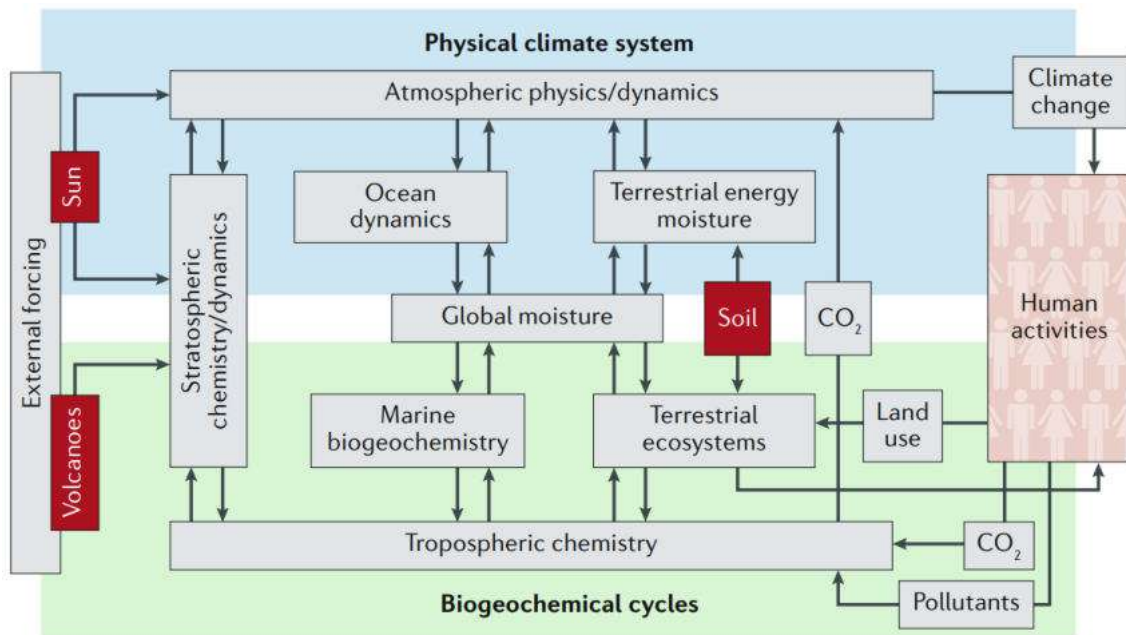 Physical climate system
Atmospheric physics/dynamics
Climate
change
External forcing
Sun
Stratospheric
chemistry/dynamics
Ocean
dynamics
Terrestrial energy
moisture
Global moisture
Soil
CO₂
Human
activities
Volcanoes
Marine
biogeochemistry
Terrestrial
ecosystems
Land
use
Tropospheric chemistry
CO₂
Pollutants
Biogeochemical cycles